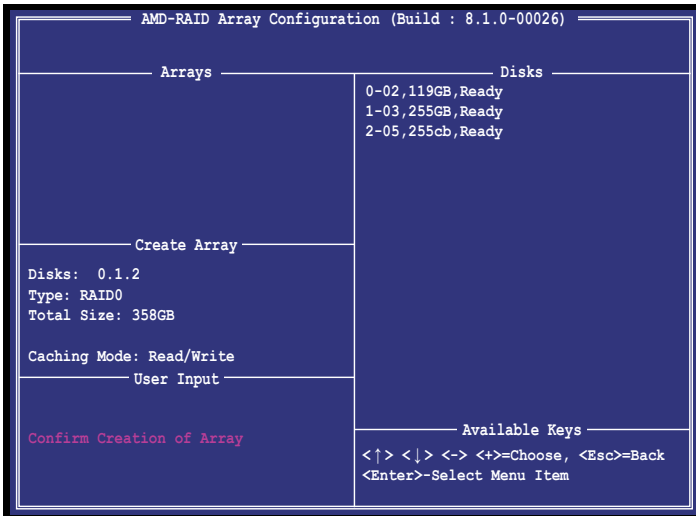 AMD-RAID Array Configuration (Build : 8.1.0-00026)
Arrays
Disks
0-02,119GB,Ready
1-03,255GB,Ready
2-05,255cb,Ready
Create Array
Disks: 0.1.2
Type: RAID0
Total Size: 358GB
Caching Mode: Read/Write
User Input
Confirm Creation of Array
Available Keys
<↑> <↓> <-> <+>=Choose, <Esc>=Back
<Enter>-Select Menu Item